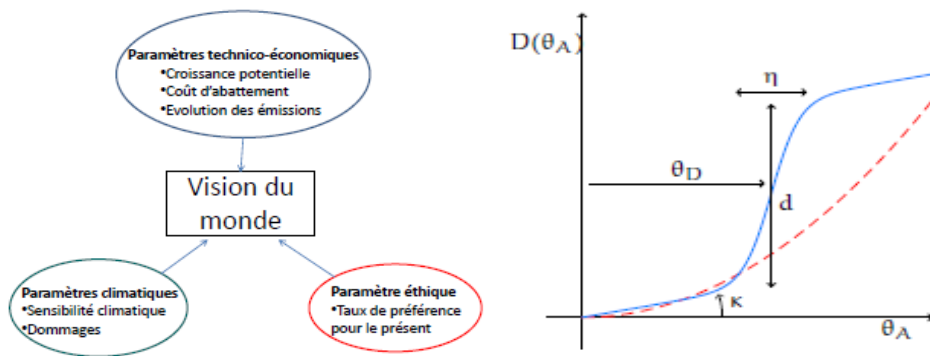 Paramètres technico-économiques
•Croissance potentielle
•Coût d'abattement
•Evolution des émissions
Vision du
monde
Paramètres climatiques
•Sensibilité climatique
•Dommages
Paramètre éthique
•Taux de préférence
pour le présent
D(θA)
η
θD
d
κ
θA